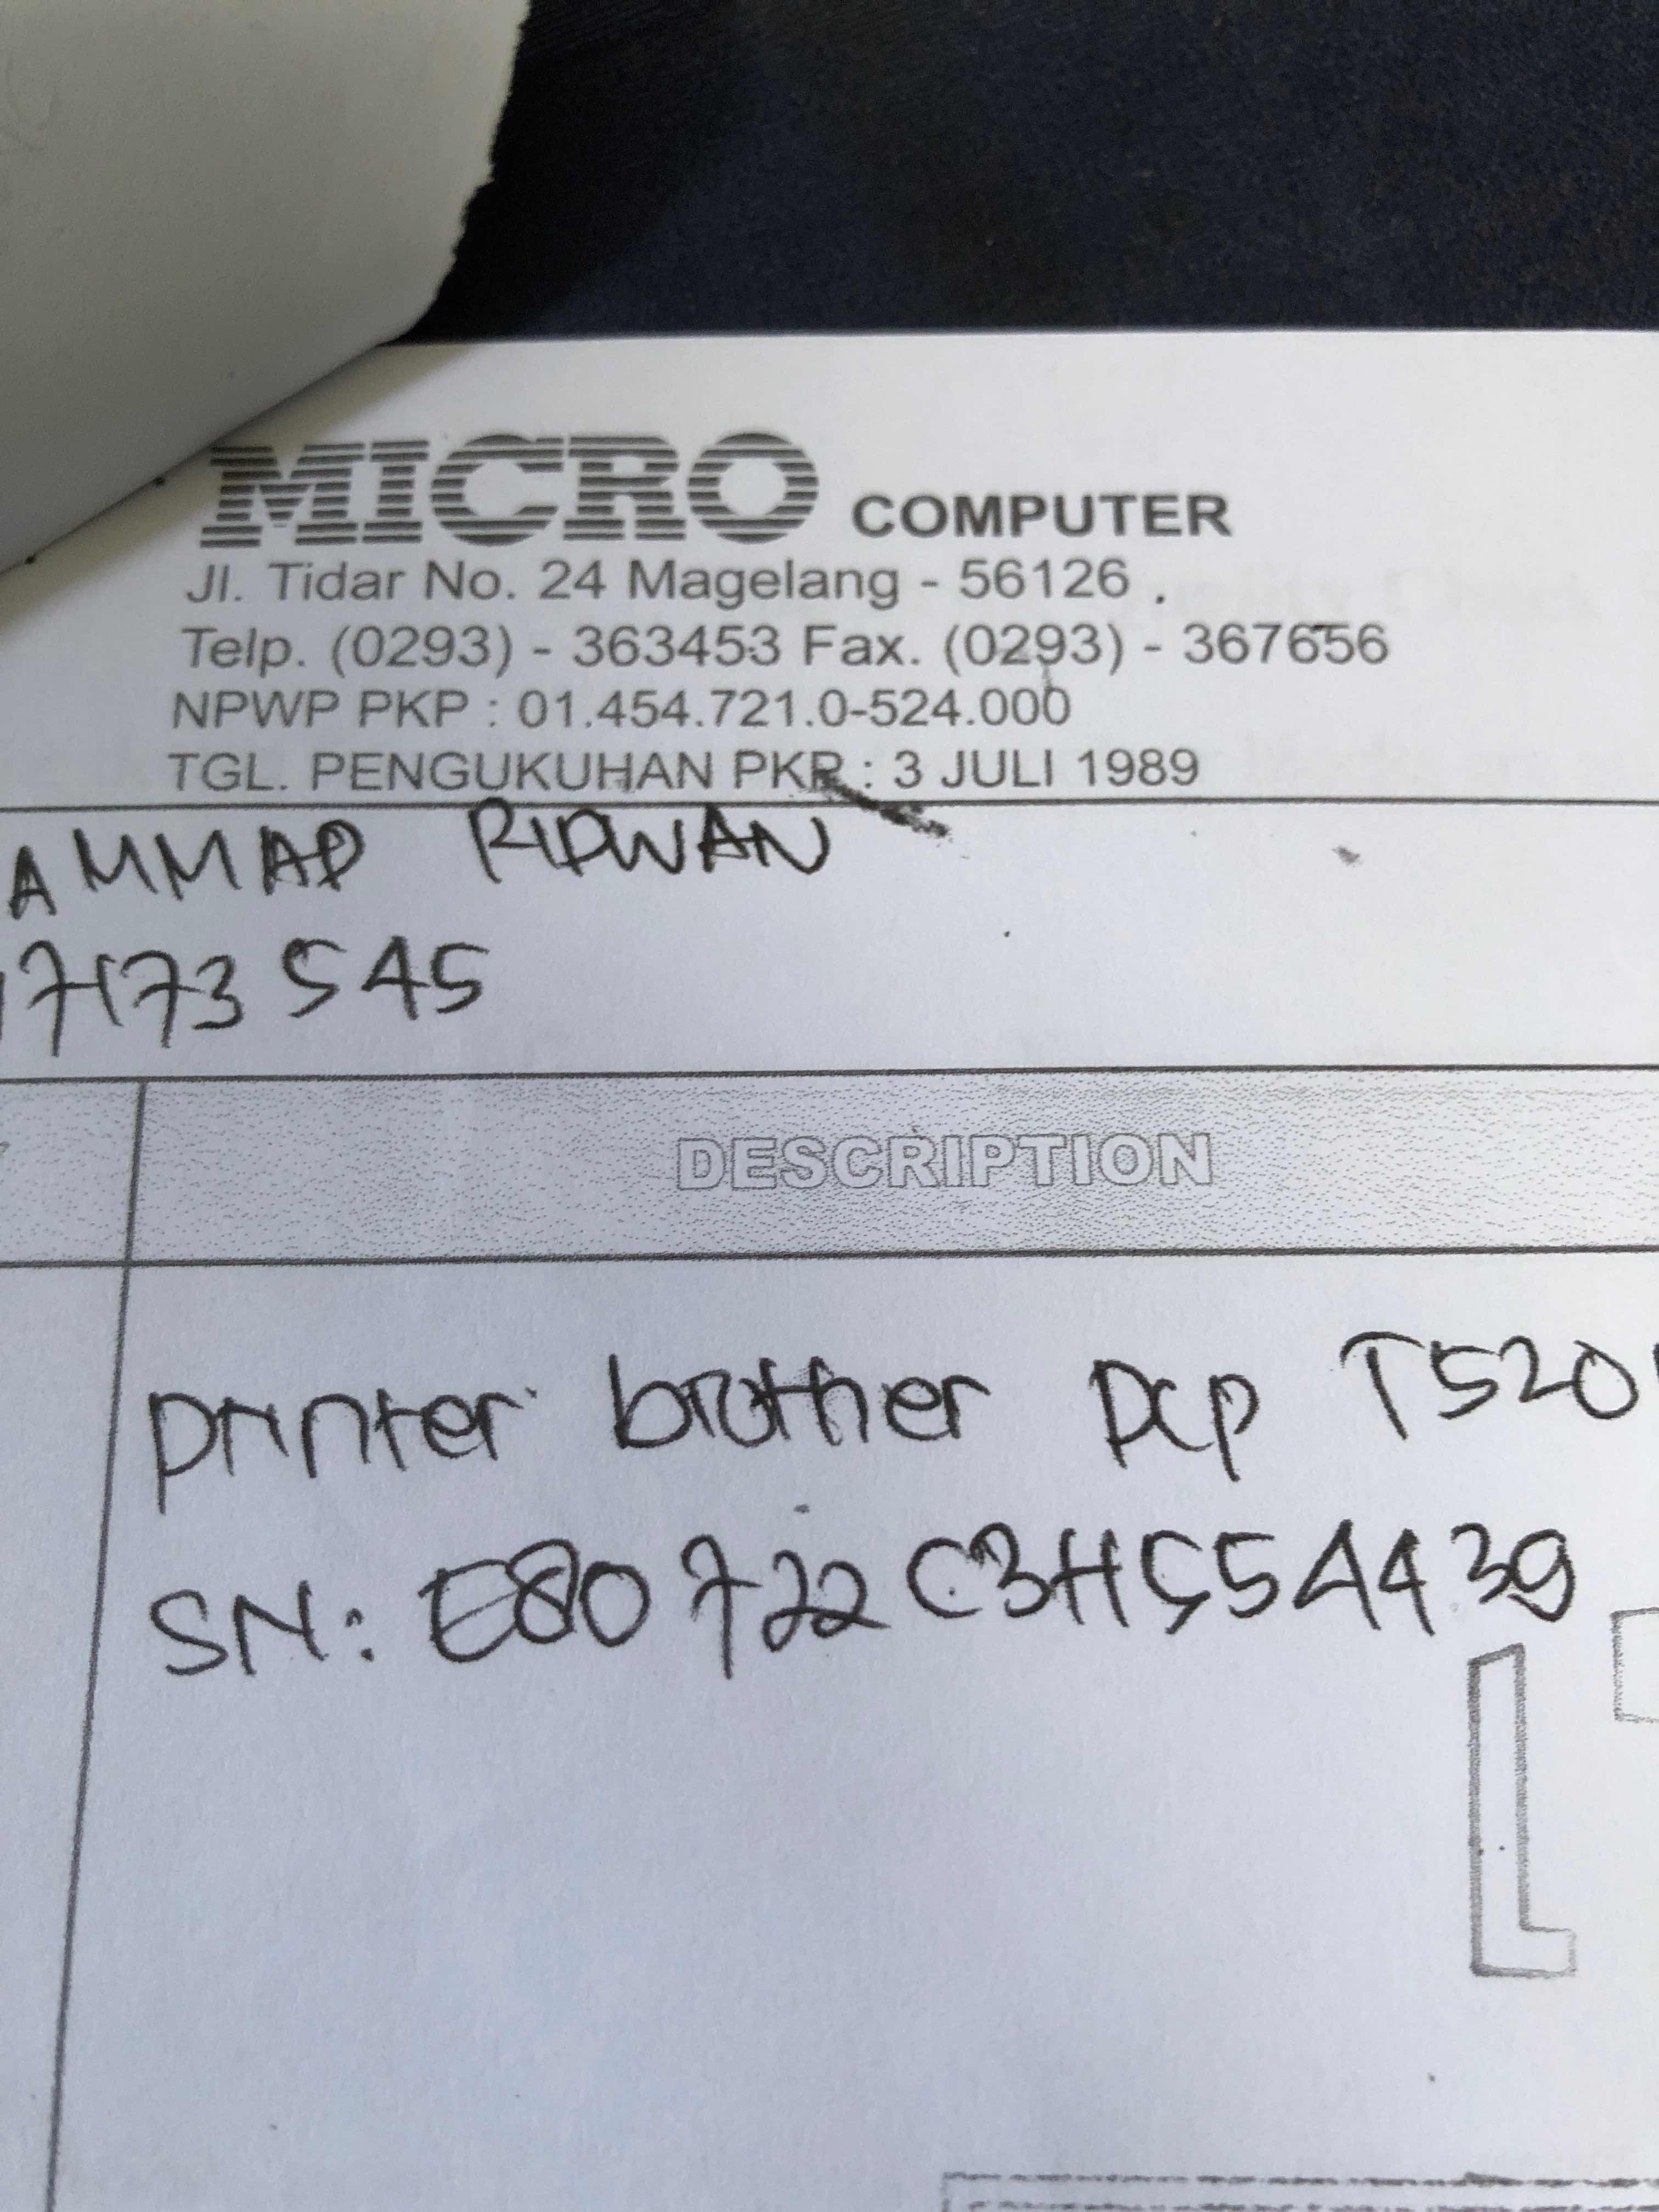 MICRO COMPUTER
Jl. Tidar No. 24 Magelang - 56126
Telp. (0293) - 363453 Fax. (0293) - 367656
NPWP PKP : 01.454.721.0-524.000
TGL. PENGUKUHAN PKP : 3 JULI 1989
AMMAD RIDWAN
7173545
DESCRIPTION
printer brother Dcp T520
SN: E80722C3H554439
L